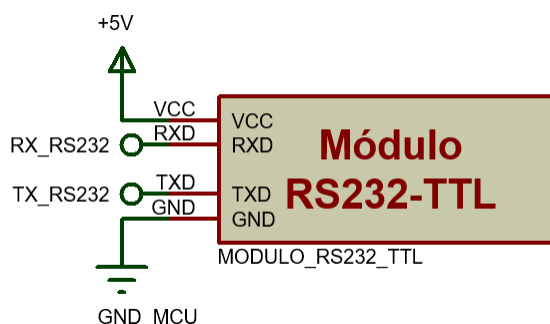 +5V
VCC
VCC
RX_RS232
RXD
RXD
Módulo
TX_RS232
TXD
TXD
RS232-TTL
GND
GND
MODULO_RS232_TTL
GND MCU